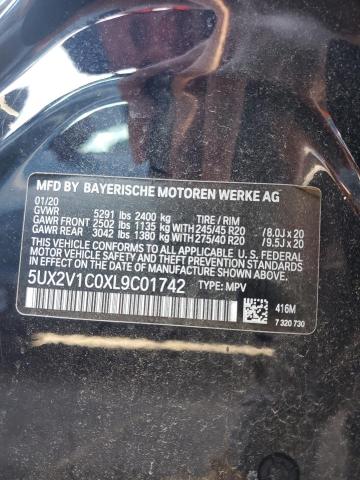 MFD BY BAYERISCHE MOTOREN WERKE AG
01/20
GVWR 5291 lbs 2400 kg TIRE / RIM
GAWR FRONT 2502 lbs 1135 kg 245/45 R20 /8.0J x 20
GAWR REAR 3042 lbs 1380 kg 275/40 R20 /9.5J x 20
THIS VEHICLE CONFORMS TO ALL APPLICABLE U.S. FEDERAL
MOTOR VEHICLE SAFETY, BUMPER, AND THEFT PREVENTION
STANDARDS IN EFFECT ON THE DATE OF MANUFACTURE SHOWN ABOVE.
5UX2V1C0XL9C01742 TYPE: MPV
416M
7 320 730